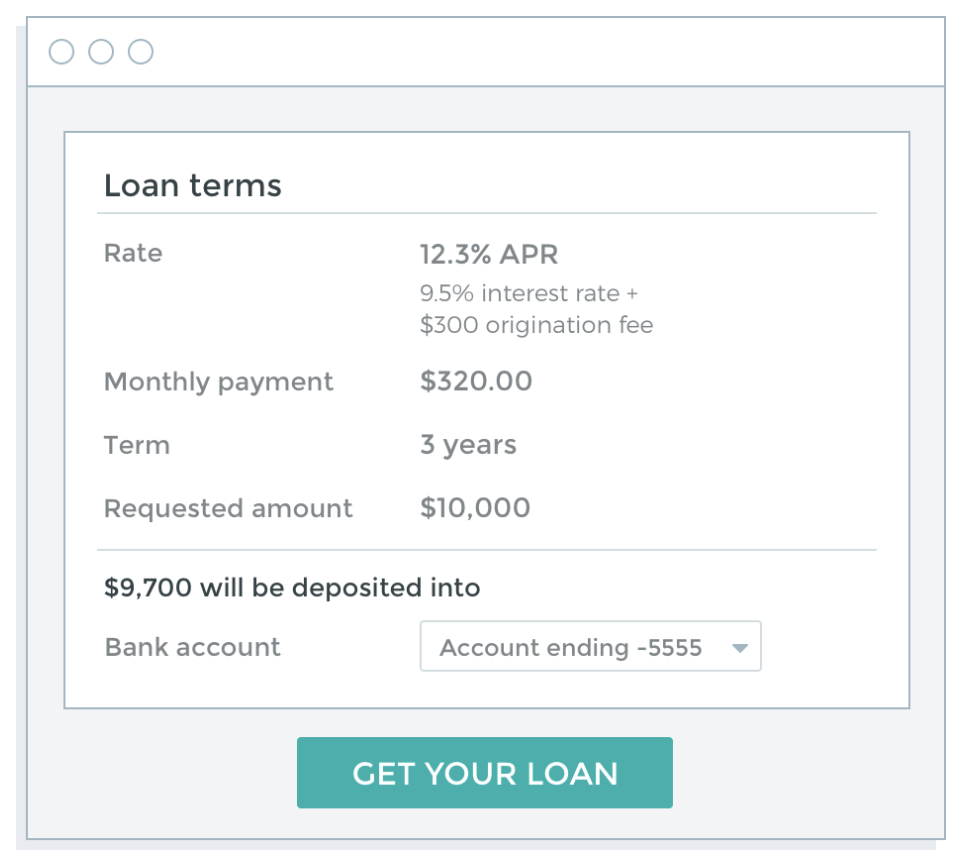 Loan terms
Rate
12.3% APR
9.5% interest rate +
$300 origination fee
Monthly payment
$320.00
Term
3 years
Requested amount
$10,000
$9,700 will be deposited into
Bank account
Account ending -5555
GET YOUR LOAN